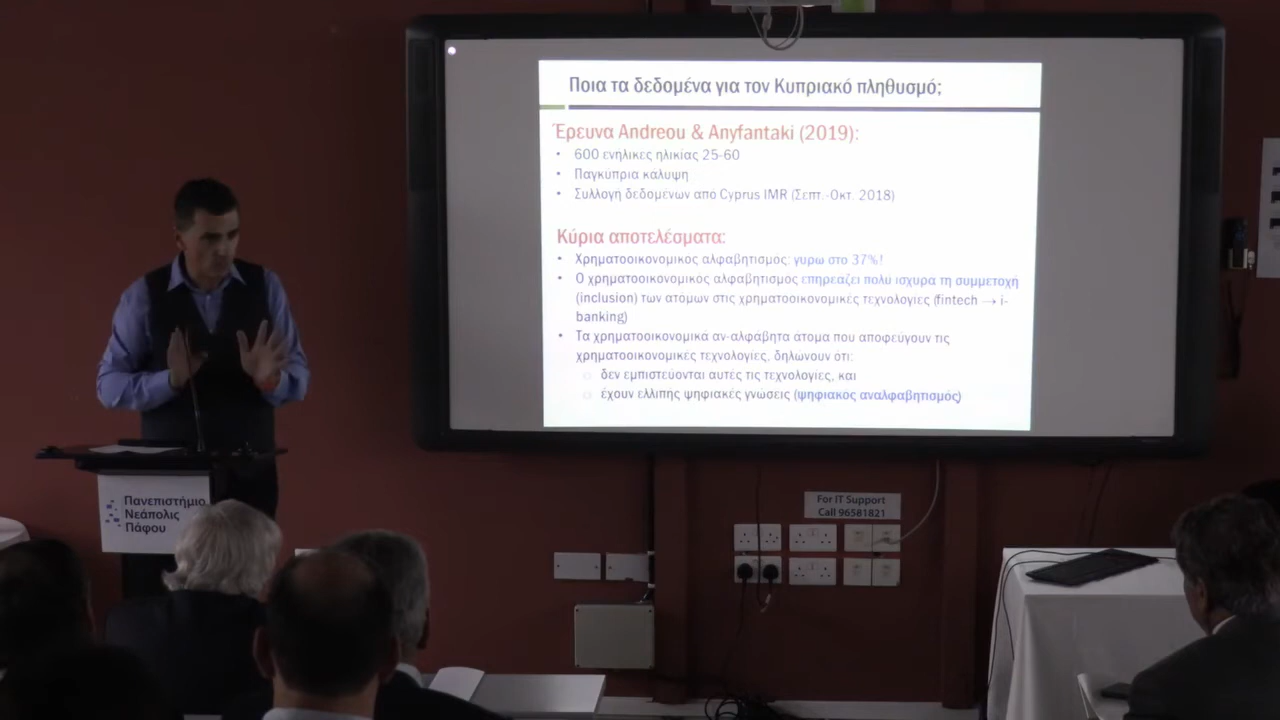 Ποια τα δεδομένα για τον Κυπριακό πληθυσμό;
Έρευνα Andreou & Anyfantaki (2019):
• 600 ενήλικες ηλικίας 25-60
• Παγκύπρια κάλυψη
• Συλλογή δεδομένων από Cyprus IMR (Σεπτ.-Οκτ. 2018)
Κύρια αποτελέσματα:
• Χρηματοοικονομικός αλφαβητισμός: γύρω στο 37%!
• Ο χρηματοοικονομικός αλφαβητισμός επηρεάζει πολύ ισχυρά τη συμμετοχή
(inclusion) των ατόμων στις χρηματοοικονομικές τεχνολογίες (fintech → i-
banking)
• Τα χρηματοοικονομικά αν-αλφάβητα άτομα που αποφεύγουν τις
χρηματοοικονομικές τεχνολογίες, δηλώνουν ότι:
○ δεν εμπιστεύονται αυτές τις τεχνολογίες, και
○ έχουν ελλιπής ψηφιακές γνώσεις (ψηφιακός αναλφαβητισμός)
Πανεπιστήμιο
Νεάπολις
Πάφου
For IT Support
Call 96581821